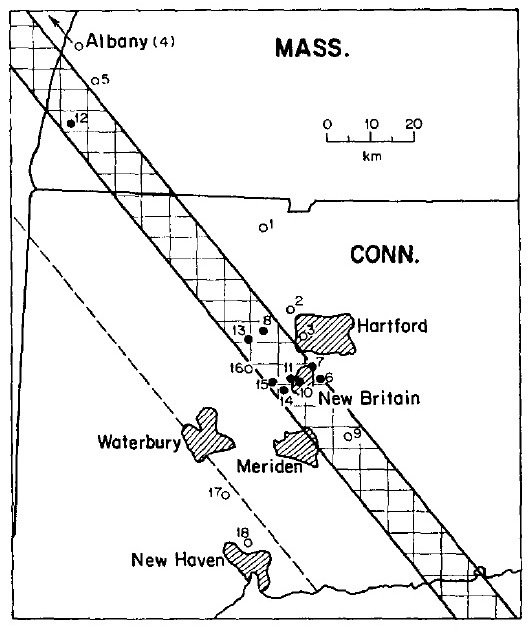 Albany (4)
MASS.
5
12
0 10 20
km
1
CONN.
2
8
13
3
Hartford
16
7
11
6
15
10
14
New Britain
9
Waterbury
Meriden
17
18
New Haven